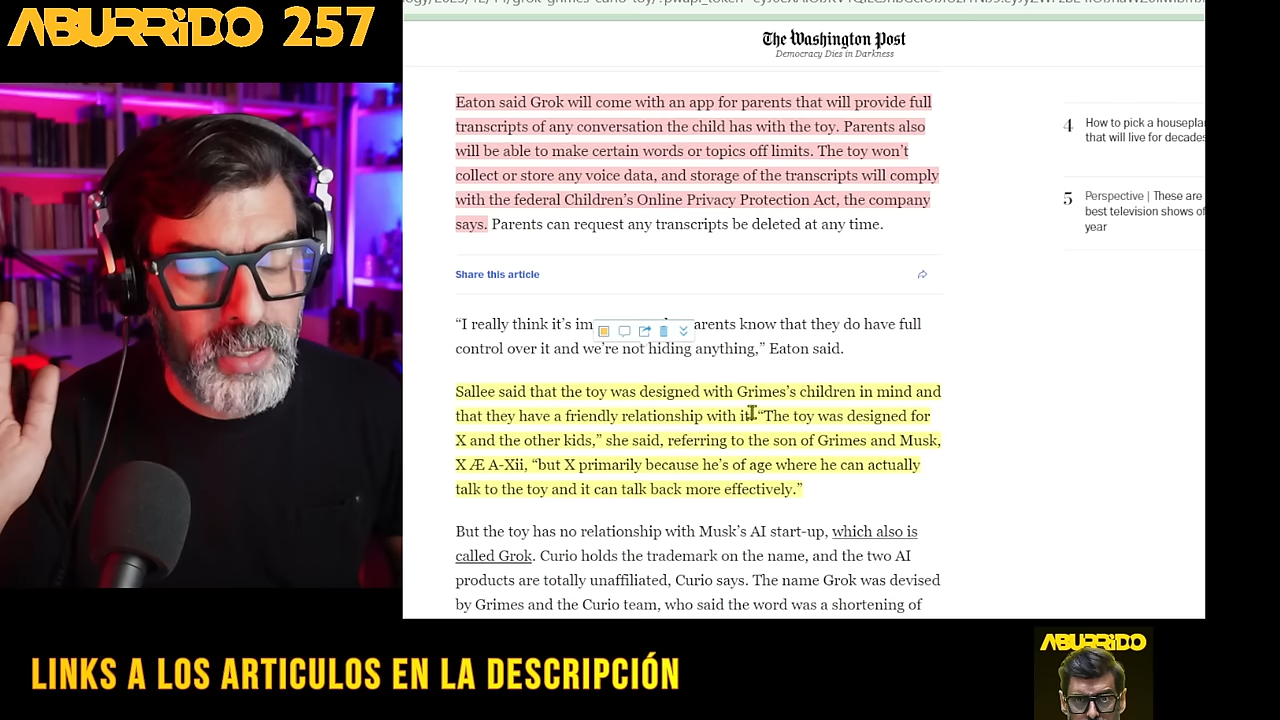 ABURRiDO 257
The Washington Post
Democracy Dies in Darkness
Eaton said Grok will come with an app for parents that will provide full
transcripts of any conversation the child has with the toy. Parents also
will be able to make certain words or topics off limits. The toy won't
collect or store any voice data, and storage of the transcripts will comply
with the federal Children's Online Privacy Protection Act, the company
says. Parents can request any transcripts be deleted at any time.
Share this article
"I really think it's know that they do have full
control over it and we're not hiding anything," Eaton said.
Sallee said that the toy was designed with Grimes's children in mind and
that they have a friendly relationship with it. "The toy was designed for
X and the other kids," she said, referring to the son of Grimes and Musk,
X Æ A-Xii, "but X primarily because he's of age where he can actually
talk to the toy and it can talk back more effectively."
But the toy has no relationship with Musk's AI start-up, which also is
called Grok. Curio holds the trademark on the name, and the two AI
products are totally unaffiliated, Curio says. The name Grok was devised
by Grimes and the Curio team, who said the word was a shortening of
4 How to pick a
that will live for decades
5 Perspective | These are
best television shows
year
LINKS A LOS ARTICULOS EN LA DESCRIPCIÓN
ABURRiDO